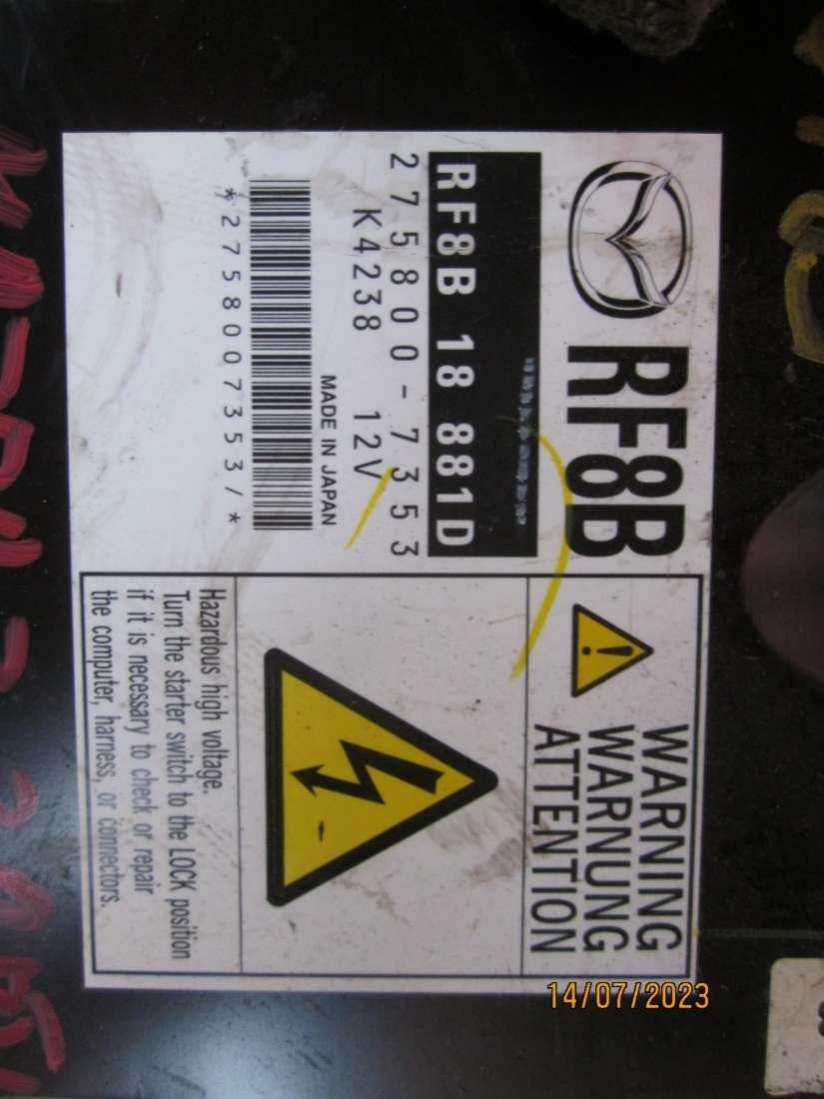 RF8B
RF8B 18 881D
275800-7353
K4238 12V
MADE IN JAPAN
*2758007353/*
WARNING
WARNUNG
ATTENTION
Hazardous high voltage.
Turn the starter switch to the LOCK position
if it is necessary to check or repair
the computer, harness, or connectors.
14/07/2023